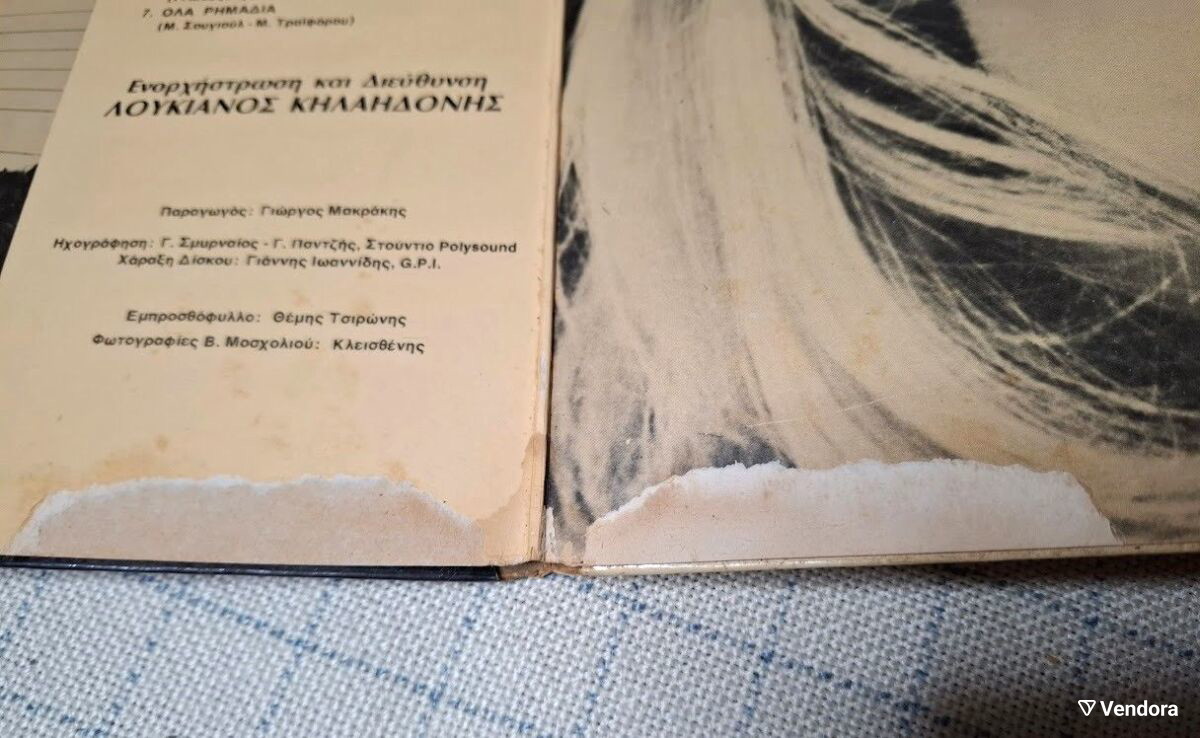 7. ΟΛΑ ΡΗΜΑΔΙΑ
(Μ. Σουγιούλ - Μ. Τραϊφόρου)
Ενορχήστρωση και Διεύθυνση
ΛΟΥΚΙΑΝΟΣ ΚΗΛΑΗΔΟΝΗΣ
Παραγωγός: Γιώργος Μακράκης
Ηχογράφηση: Γ. Σμυρναίος - Γ. Παντζής, Στούντιο Polysound
Χάραξη Δίσκου: Γιάννης Ιωαννίδης, G.P.I.
Εμπροσθόφυλλο: Θέμης Τσιρώνης
Φωτογραφίες Β. Μοσχολιού: Κλεισθένης
Vendora